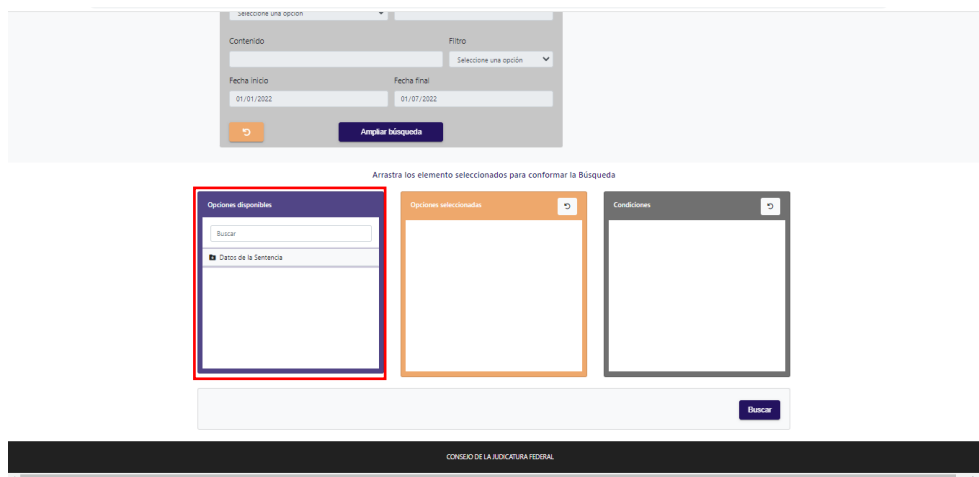 Seleccione una opción
Contenido
Filtro
Seleccione una opción
Fecha inicio
Fecha final
01/01/2022
01/07/2022
Ampliar búsqueda
Arrastra los elemento seleccionados para conformar la Búsqueda
Opciones disponibles
Opciones seleccionadas
Condiciones
Buscar
Datos de la Sentencia
Buscar
CONSEJO DE LA JUDICATURA FEDERAL